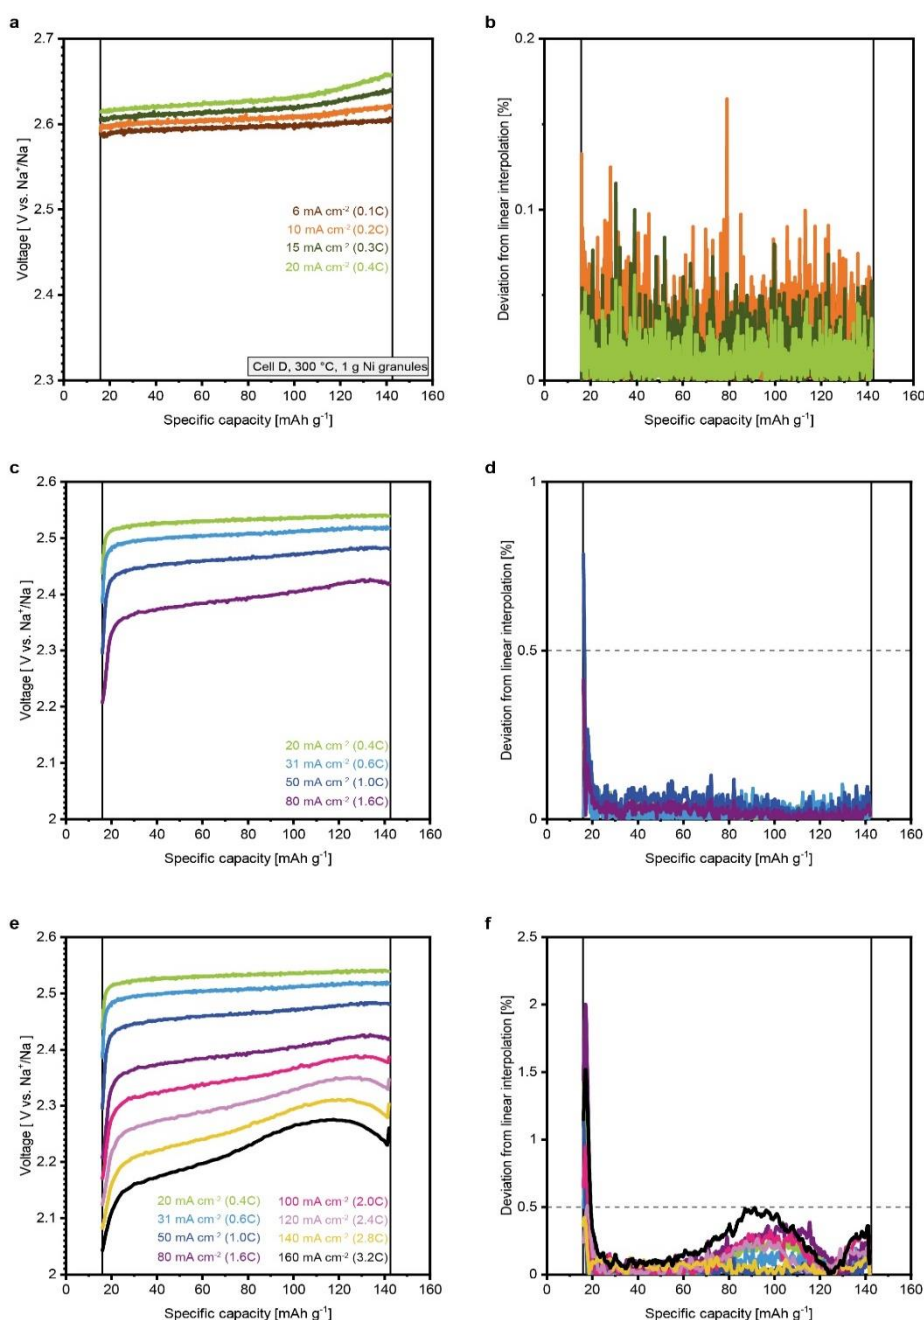 a
2.7
2.6
2.5
2.4
2.3
Voltage [ V vs. Na⁺/Na ]
6 mA cm⁻² (0.1C)
10 mA cm⁻² (0.2C)
15 mA cm⁻² (0.3C)
20 mA cm⁻² (0.4C)
Cell D, 300 °C, 1 g Ni granules
0 20 40 60 80 100 120 140 160
Specific capacity [mAh g⁻¹]
b
0.2
0.1
0
Deviation from linear interpolation [%]
0 20 40 60 80 100 120 140 160
Specific capacity [mAh g⁻¹]
c
2.6
2.5
2.4
2.3
2.2
2.1
2
Voltage [ V vs. Na⁺/Na ]
20 mA cm⁻² (0.4C)
31 mA cm⁻² (0.6C)
50 mA cm⁻² (1.0C)
80 mA cm⁻² (1.6C)
0 20 40 60 80 100 120 140 160
Specific capacity [mAh g⁻¹]
d
1
0.5
0
Deviation from linear interpolation [%]
0 20 40 60 80 100 120 140 160
Specific capacity [mAh g⁻¹]
e
2.6
2.5
2.4
2.3
2.2
2.1
2
Voltage [ V vs. Na⁺/Na ]
20 mA cm⁻² (0.4C) 100 mA cm⁻² (2.0C)
31 mA cm⁻² (0.6C) 120 mA cm⁻² (2.4C)
50 mA cm⁻² (1.0C) 140 mA cm⁻² (2.8C)
80 mA cm⁻² (1.6C) 160 mA cm⁻² (3.2C)
0 20 40 60 80 100 120 140 160
Specific capacity [mAh g⁻¹]
f
2.5
2
1.5
1
0.5
0
Deviation from linear interpolation [%]
0 20 40 60 80 100 120 140 160
Specific capacity [mAh g⁻¹]